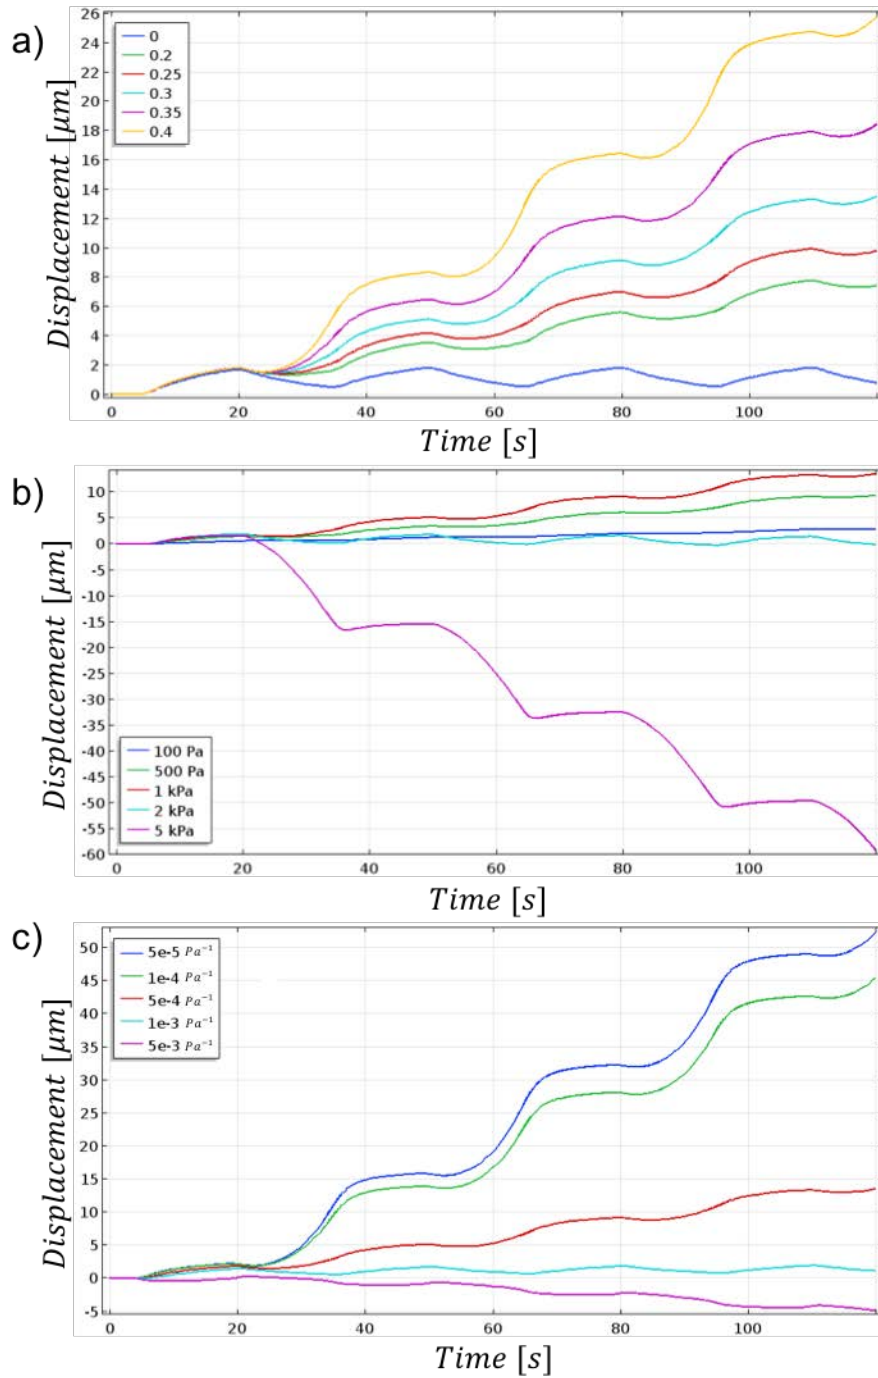 a)
26
24
22
20
18
16
14
12
10
8
6
4
2
0
0
0.2
0.25
0.3
0.35
0.4
Displacement [μm]
0 20 40 60 80 100
Time [s]
b)
10
5
0
-5
-10
-15
-20
-25
-30
-35
-40
-45
-50
-55
-60
100 Pa
500 Pa
1 kPa
2 kPa
5 kPa
Displacement [μm]
0 20 40 60 80 100
Time [s]
c)
50
45
40
35
30
25
20
15
10
5
0
-5
5e-5 Pa⁻¹
1e-4 Pa⁻¹
5e-4 Pa⁻¹
1e-3 Pa⁻¹
5e-3 Pa⁻¹
Displacement [μm]
0 20 40 60 80 100
Time [s]